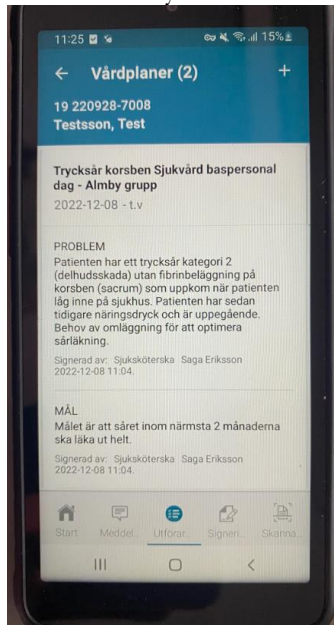 11:25
15%
Vårdplaner (2)
+
19 220928-7008
Testsson, Test
Trycksår korsben Sjukvård baspersonal
dag - Almby grupp
2022-12-08 - t.v
PROBLEM
Patienten har ett trycksår kategori 2
(delhudsskada) utan fibrinbeläggning på
korsben (sacrum) som uppkom när patienten
låg inne på sjukhus. Patienten har sedan
tidigare näringsdryck och är uppegående.
Behov av omläggning för att optimera
sårläkning.
Signerad av: Sjuksköterska Saga Eriksson
2022-12-08 11:04.
MÅL
Målet är att såret inom närmsta 2 månaderna
ska läka ut helt.
Signerad av: Sjuksköterska Saga Eriksson
2022-12-08 11:04.
Start Meddel.. Utförar.. Signeri.. Skanna..